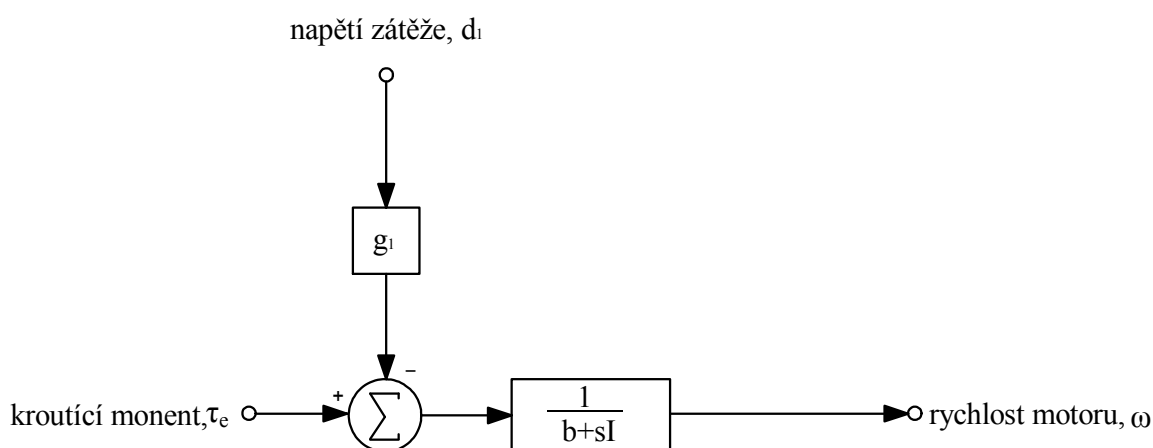 napětí zátěže, d₁
g₁
−
+
kroutící monent,τₑ
Σ
1
b+sI
rychlost motoru, ω